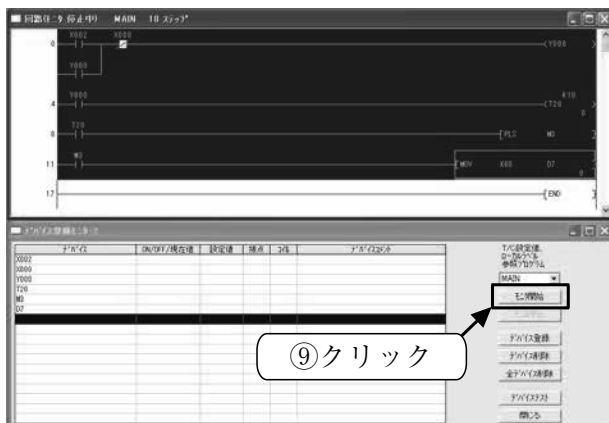 回路(モニタ停止中) MAIN 18 ステップ
X002 X000
0 (Y000
Y000
Y000 K10
4 (T20
0
T20
8 [PLS M0
M0
11 [MOV K60 D7
0
17 [END
デバイス登録モニタ-2
デバイス ON/OFF/現在値 設定値 接点 コイル デバイスコメント
X002
X000
Y000
T20
M0
D7
T/C設定値,
ローカルラベル
参照プログラム
MAIN
モニタ開始
デバイス登録
デバイス削除
全デバイス削除
デバイステスト
閉じる
⑨クリック